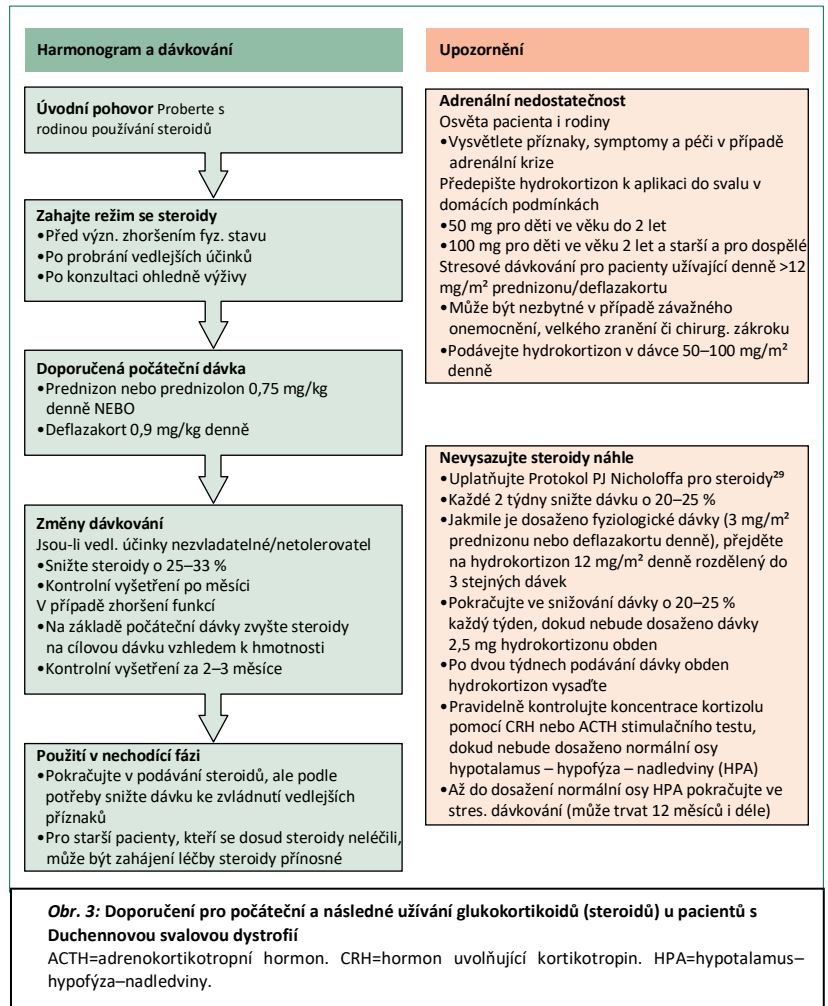 Harmonogram a dávkování
Úvodní pohovor Proberte s
rodinou používání steroidů
Zahajte režim se steroidy
•Před význ. zhoršením fyz. stavu
•Po probrání vedlejších účinků
•Po konzultaci ohledně výživy
Doporučená počáteční dávka
•Prednizon nebo prednizolon 0,75 mg/kg
denně NEBO
•Deflazakort 0,9 mg/kg denně
Změny dávkování
Jsou-li vedl. účinky nezvladatelné/netolerovatel
•Snižte steroidy o 25–33 %
•Kontrolní vyšetření po měsíci
V případě zhoršení funkcí
•Na základě počáteční dávky zvyšte steroidy
na cílovou dávku vzhledem k hmotnosti
•Kontrolní vyšetření za 2–3 měsíce
Použití v nechodící fázi
•Pokračujte v podávání steroidů, ale podle
potřeby snižte dávku ke zvládnutí vedlejších
příznaků
•Pro starší pacienty, kteří se dosud steroidy neléčili,
může být zahájení léčby steroidy přínosné
Upozornění
Adrenální nedostatečnost
Osvěta pacienta i rodiny
•Vysvětlete příznaky, symptomy a péči v případě
adrenální krize
Předepište hydrokortizon k aplikaci do svalu v
domácích podmínkách
•50 mg pro děti ve věku do 2 let
•100 mg pro děti ve věku 2 let a starší a pro dospělé
Stresové dávkování pro pacienty užívající denně >12
mg/m² prednizonu/deflazakortu
•Může být nezbytné v případě závažného
onemocnění, velkého zranění či chirurg. zákroku
•Podávejte hydrokortizon v dávce 50–100 mg/m²
denně
Nevysazujte steroidy náhle
•Uplatňujte Protokol PJ Nicholoffa pro steroidy²⁹
•Každé 2 týdny snižte dávku o 20–25 %
•Jakmile je dosaženo fyziologické dávky (3 mg/m²
prednizonu nebo deflazakortu denně), přejděte
na hydrokortizon 12 mg/m² denně rozdělený do
3 stejných dávek
•Pokračujte ve snižování dávky o 20–25 %
každý týden, dokud nebude dosaženo dávky
2,5 mg hydrokortizonu obden
•Po dvou týdnech podávání dávky obden
hydrokortizon vysaďte
•Pravidelně kontrolujte koncentrace kortizolu
pomocí CRH nebo ACTH stimulačního testu,
dokud nebude dosaženo normální osy
hypotalamus – hypofýza – nadledviny (HPA)
•Až do dosažení normální osy HPA pokračujte ve
stres. dávkování (může trvat 12 měsíců i déle)
Obr. 3: Doporučení pro počáteční a následné užívání glukokortikoidů (steroidů) u pacientů s
Duchennovou svalovou dystrofií
ACTH=adrenokortikotropní hormon. CRH=hormon uvolňující kortikotropin. HPA=hypotalamus–
hypofýza–nadledviny.